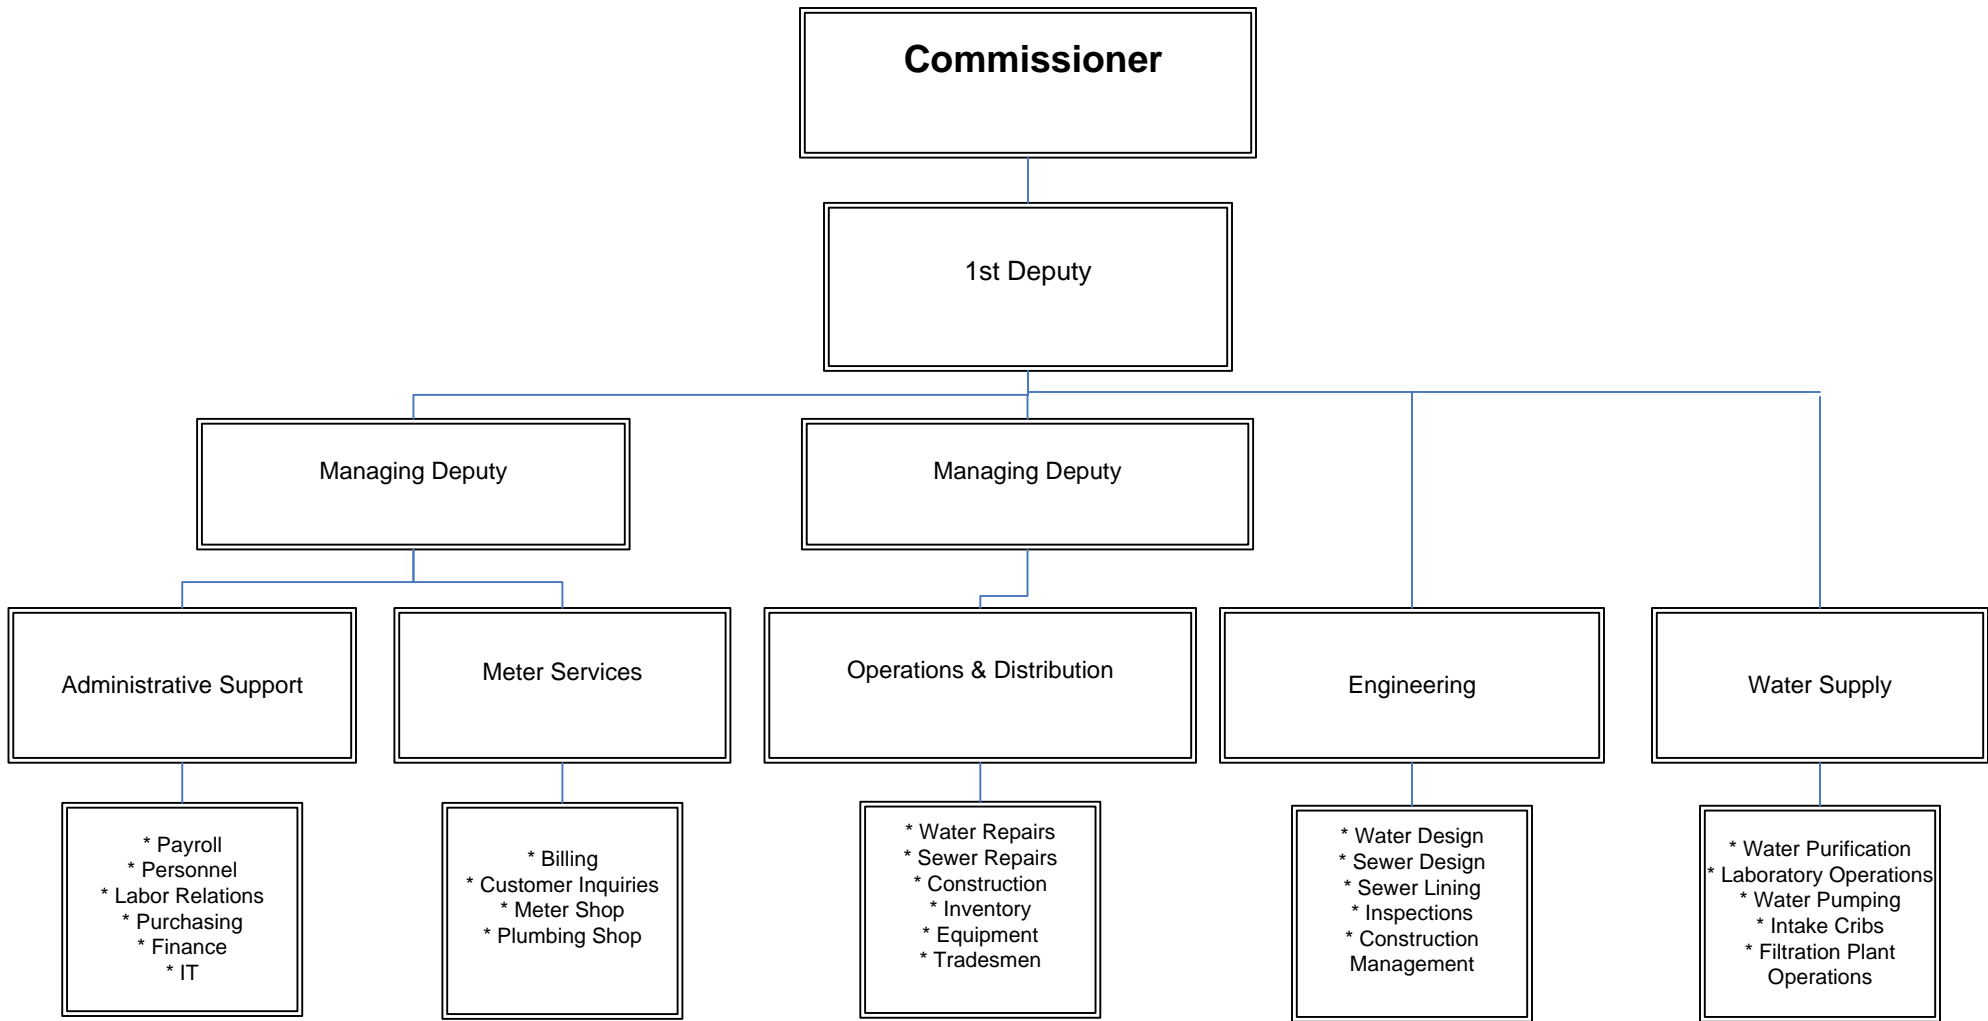 Commissioner
1st Deputy
Managing Deputy
Managing Deputy
Administrative Support
Meter Services
Operations & Distribution
Engineering
Water Supply
* Payroll
* Personnel
* Labor Relations
* Purchasing
* Finance
* IT
* Billing
* Customer Inquiries
* Meter Shop
* Plumbing Shop
* Water Repairs
* Sewer Repairs
* Construction
* Inventory
* Equipment
* Tradesmen
* Water Design
* Sewer Design
* Sewer Lining
* Inspections
* Construction
Management
* Water Purification
* Laboratory Operations
* Water Pumping
* Intake Cribs
* Filtration Plant
Operations